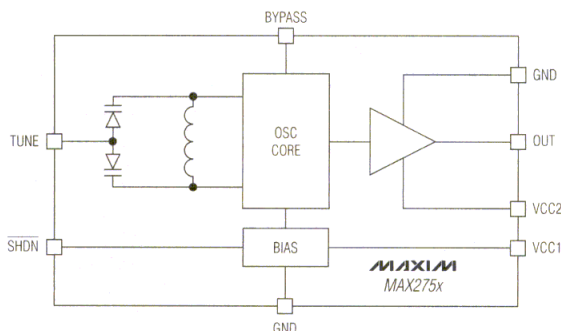 BYPASS
GND
TUNE
OSC
CORE
OUT
VCC2
SHDN
BIAS
VCC1
MAXIM
MAX275x
GND